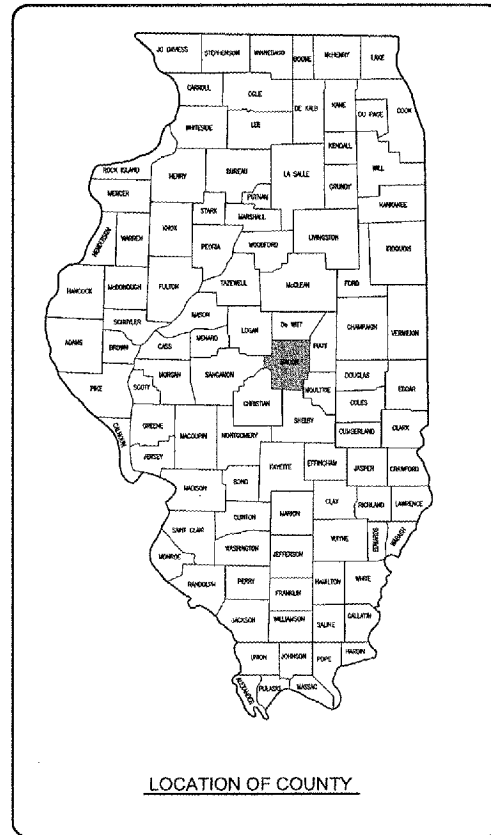 JO DAVIESS STEPHENSON WINNEBAGO BOONE McHENRY LAKE
CARROLL OGLE DE KALB KANE COOK
DU PAGE
WHITESIDE LEE
KENDALL
ROCK ISLAND HENRY BUREAU LA SALLE GRUNDY WILL
MERCER PUTNAM KANKAKEE
STARK MARSHALL
HENDERSON WARREN KNOX PEORIA WOODFORD LIVINGSTON IROQUOIS
HANCOCK McDONOUGH FULTON TAZEWELL McCLEAN FORD
MASON
SCHUYLER LOGAN De WITT CHAMPAIGN VERMILION
ADAMS BROWN CASS MENARD PIATT
MACON
PIKE SCOTT MORGAN SANGAMON MOULTRIE DOUGLAS EDGAR
CHRISTIAN COLES
CALHOUN GREENE MACOUPIN MONTGOMERY SHELBY CUMBERLAND CLARK
JERSEY FAYETTE EFFINGHAM JASPER CRAWFORD
MADISON BOND CLAY RICHLAND LAWRENCE
CLINTON MARION
SAINT CLAIR WAYNE EDWARDS WABASH
MONROE WASHINGTON JEFFERSON
RANDOLPH PERRY HAMILTON WHITE
FRANKLIN
JACKSON WILLIAMSON SALINE GALLATIN
UNION JOHNSON POPE HARDIN
ALEXANDER PULASKI MASSAC
LOCATION OF COUNTY